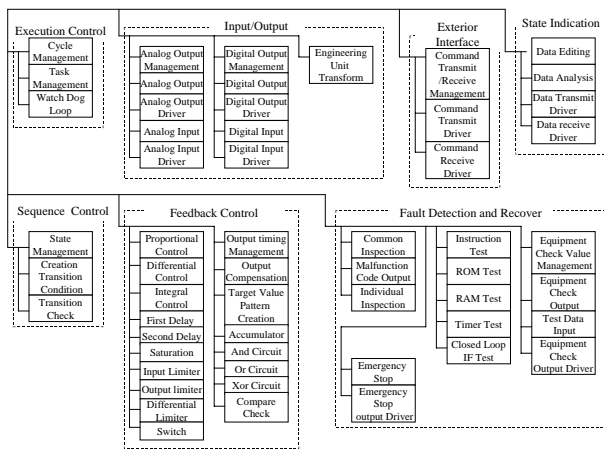 Execution Control
Cycle
Management
Task
Management
Watch Dog
Loop
Input/Output
Analog Output
Management
Analog Output
Analog Output
Driver
Analog Input
Analog Input
Driver
Digital Output
Management
Digital Output
Digital Output
Driver
Digital Input
Digital Input
Driver
Engineering
Unit
Transform
Exterior
Interface
Command
Transmit
/Receive
Management
Command
Transmit
Driver
Command
Receive
Driver
State Indication
Data Editing
Data Analysis
Data Transmit
Driver
Data receive
Driver
Sequence Control
State
Management
Creation
Transition
Condition
Transition
Check
Feedback Control
Proportional
Control
Differential
Control
Integral
Control
First Delay
Second Delay
Saturation
Input Limiter
Output limiter
Differential
Limiter
Switch
Output timing
Management
Output
Compensation
Target Value
Pattern
Creation
Accumulator
And Circuit
Or Circuit
Xor Circuit
Compare
Check
Fault Detection and Recover
Common
Inspection
Malfunction
Code Output
Individual
Inspection
Emergency
Stop
Emergency
Stop
output Driver
Instruction
Test
ROM Test
RAM Test
Timer Test
Closed Loop
IF Test
Equipment
Check Value
Management
Equipment
Check
Output
Test Data
Input
Equipment
Check
Output Driver